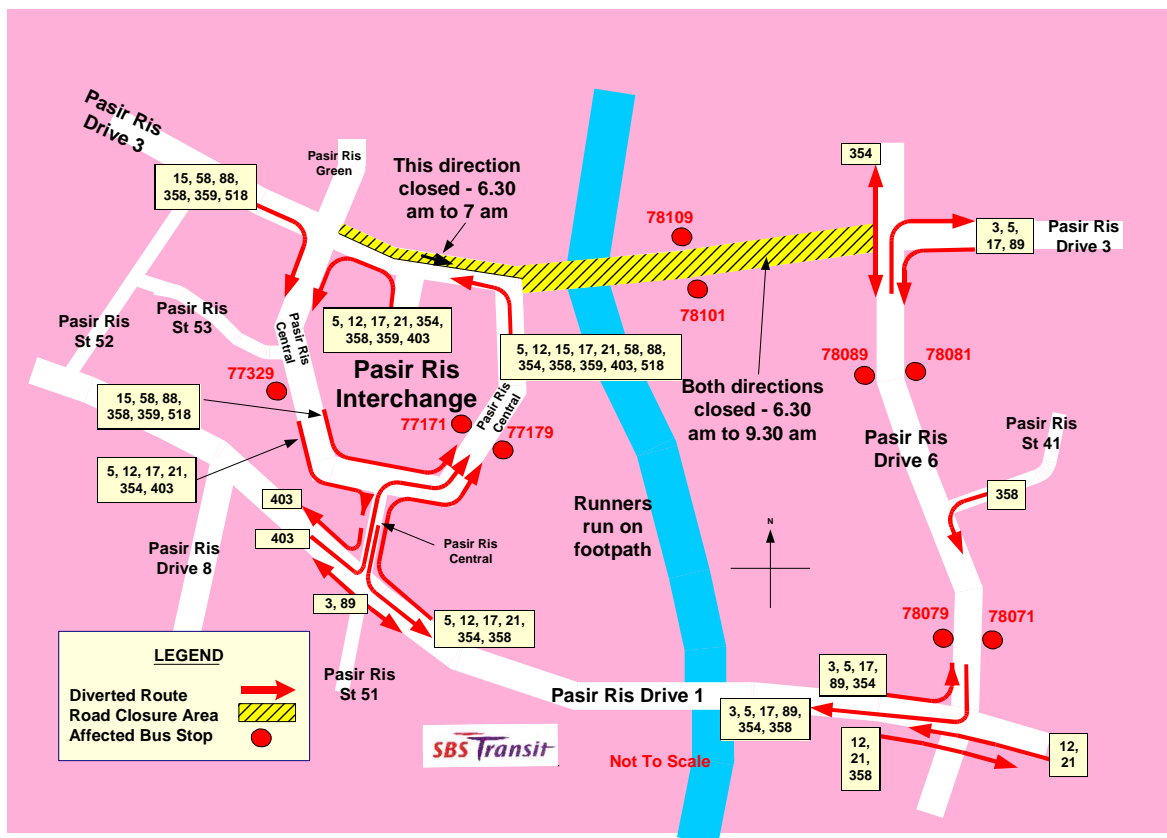 Pasir Ris
Drive 3
15, 58, 88,
358, 359, 518
Pasir Ris
Green
This direction
closed - 6.30
am to 7 am
78109
354
3, 5,
17, 89
Pasir Ris
Drive 3
78101
Pasir Ris
St 52
Pasir Ris
St 53
Pasir Ris
Central
5, 12, 17, 21, 354,
358, 359, 403
5, 12, 15, 17, 21, 58, 88,
354, 358, 359, 403, 518
78089
78081
77329
Pasir Ris
Interchange
Both directions
closed - 6.30
am to 9.30 am
15, 58, 88,
358, 359, 518
77171
77179
Pasir Ris
Central
Pasir Ris
Drive 6
Pasir Ris
St 41
5, 12, 17, 21,
354, 403
403
358
403
Runners
run on
footpath
N
Pasir Ris
Drive 8
Pasir Ris
Central
3, 89
5, 12, 17, 21,
354, 358
78079
78071
LEGEND
Diverted Route
Road Closure Area
Affected Bus Stop
Pasir Ris
St 51
Pasir Ris Drive 1
3, 5, 17,
89, 354
3, 5, 17, 89,
354, 358
12,
21,
358
12,
21
SBS Transit
Not To Scale